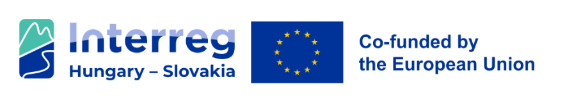 Interreg
Hungary – Slovakia
Co-funded by
the European Union